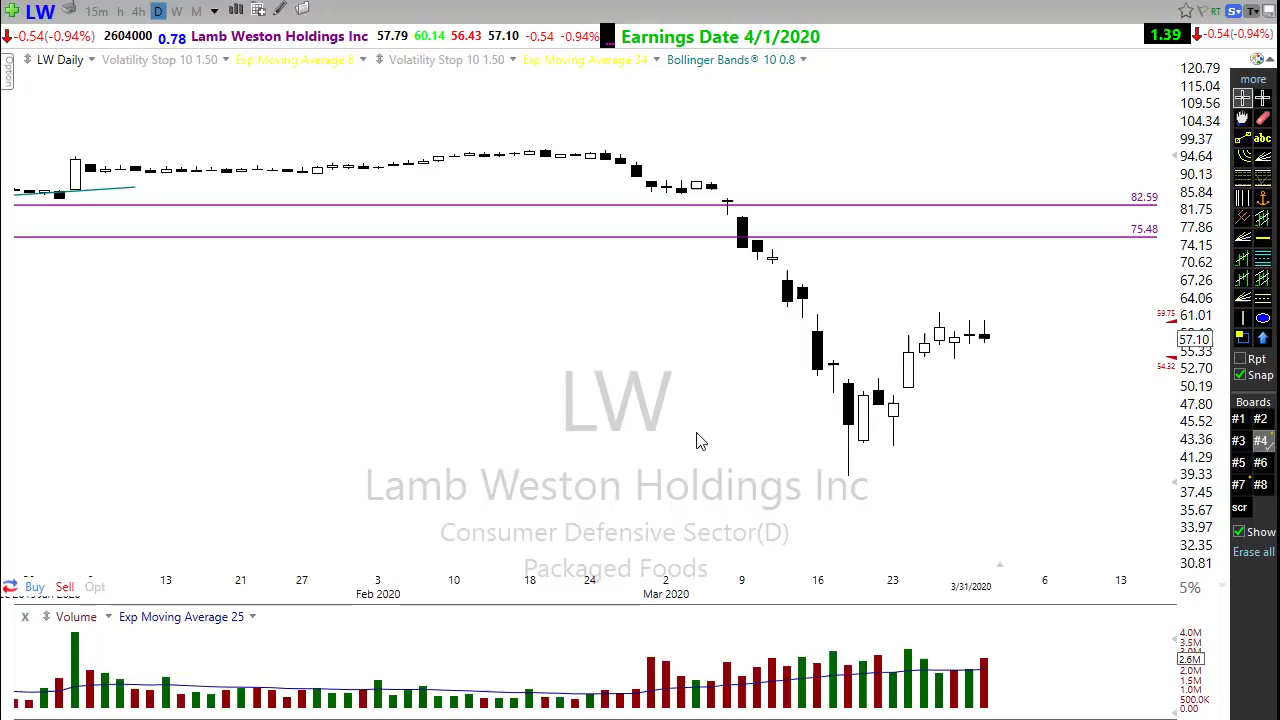 LW 15m h 4h D W M RT S T
-0.54(-0.94%) 2604000 0.78 Lamb Weston Holdings Inc 57.79 60.14 56.43 57.10 -0.54 -0.94% Earnings Date 4/1/2020 1.39 -0.54(-0.94%)
Option
LW Daily Volatility Stop 10 1.50 Exp Moving Average 8 Volatility Stop 10 1.50 Exp Moving Average 34 Bollinger Bands® 10 0.8
120.79
115.04
109.56
104.34
99.37
94.64
90.13
85.84
82.59
81.75
75.48
77.86
74.15
70.62
67.26
64.06
59.75
61.01
57.10
55.33
54.32
52.70
50.19
47.80
45.52
43.36
41.29
39.33
37.45
35.67
33.97
32.35
30.81
LW
Lamb Weston Holdings Inc
Consumer Defensive Sector(D)
Packaged Foods
more
abc
Rpt
Snap
Boards
#1 #2
#3 #4
#5 #6
#7 #8
scr
Show
Erase all
13 21 27 3 10 18 24 2 9 16 23 3/31/2020 6 13
Buy Sell Opt
Feb 2020 Mar 2020
5%
x Volume Exp Moving Average 25
4.0M
3.5M
2.6M
2.0M
1.5M
1.0M
500.0K
0.00